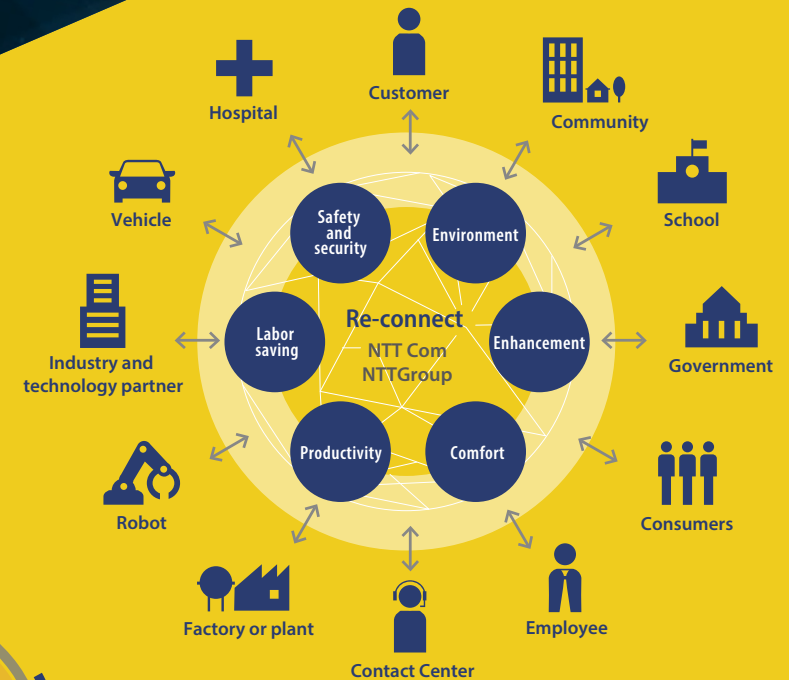 Customer
Hospital
Community
Vehicle
School
Safety
and
security
Environment
Industry and
technology partner
Labor
saving
Re-connect
NTT Com
NTTGroup
Enhancement
Government
Productivity
Comfort
Robot
Consumers
Factory or plant
Employee
Contact Center